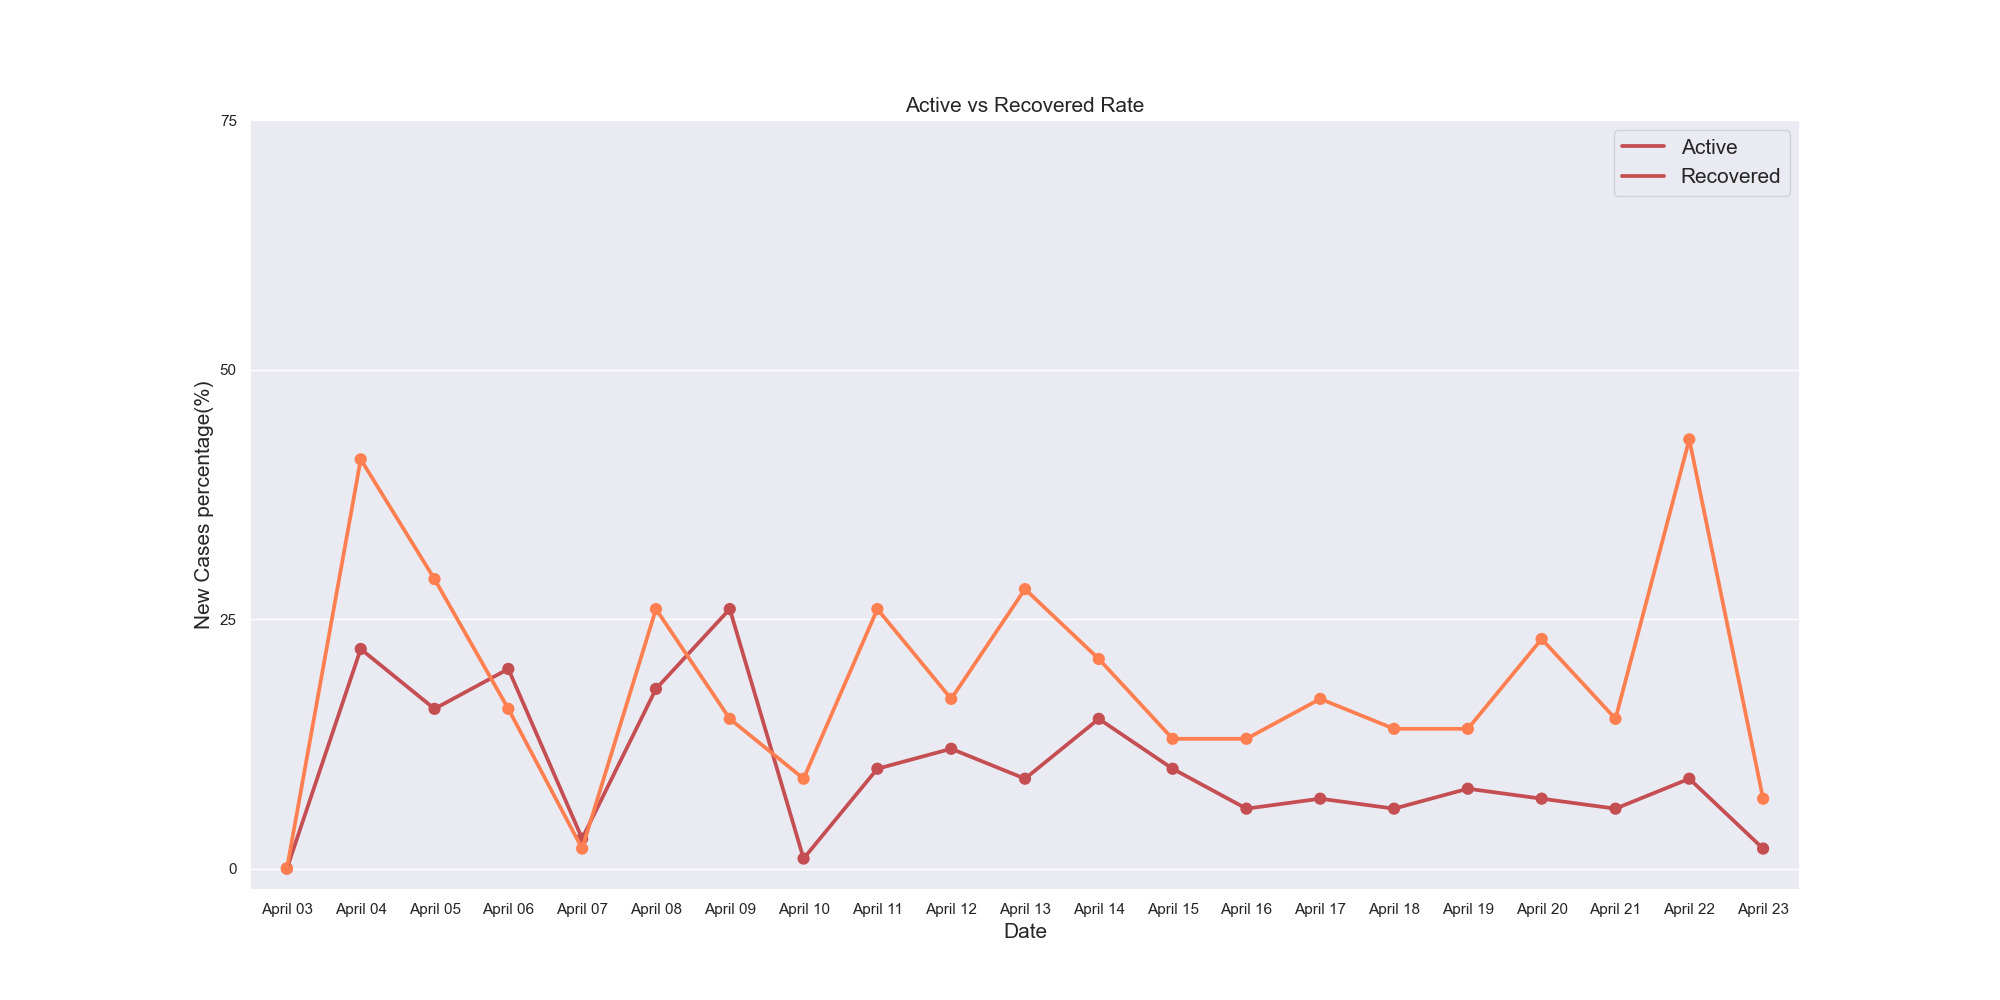 Active vs Recovered Rate
75
Active
Recovered
50
New Cases percentage(%)
25
0
April 03 April 04 April 05 April 06 April 07 April 08 April 09 April 10 April 11 April 12 April 13 April 14 April 15 April 16 April 17 April 18 April 19 April 20 April 21 April 22 April 23
Date